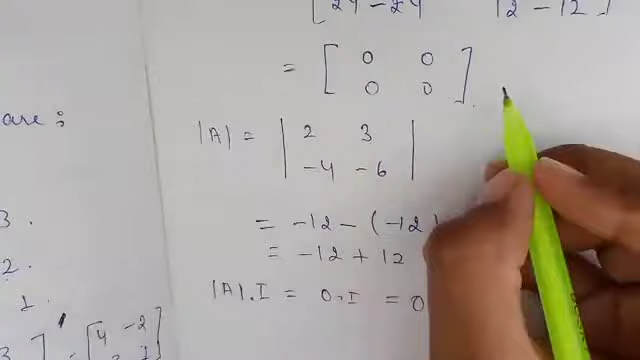 24 - 24 12 - 12
= [ 0 0
0 0 ].
are :
|A| = | 2 3
-4 -6 |
3.
= -12 - (-12)
2.
= -12 + 12
1.
|A|.I = 0.I = 0
[4 -2